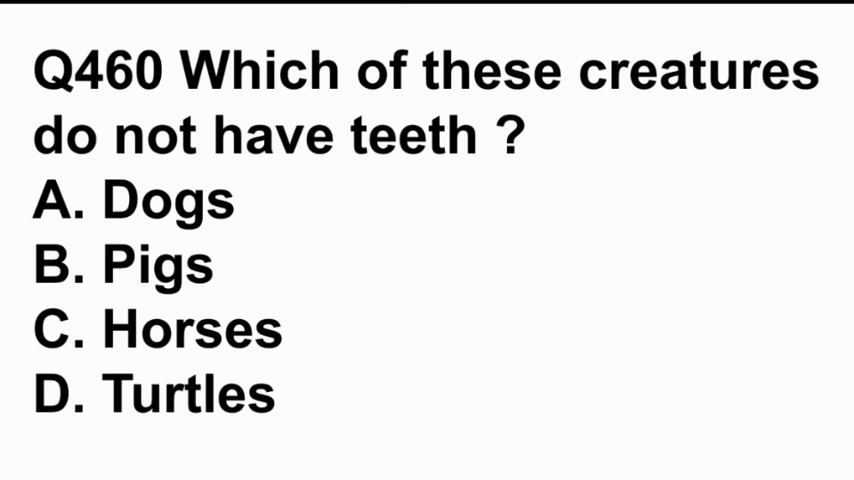 Q460 Which of these creatures
do not have teeth ?
A. Dogs
B. Pigs
C. Horses
D. Turtles